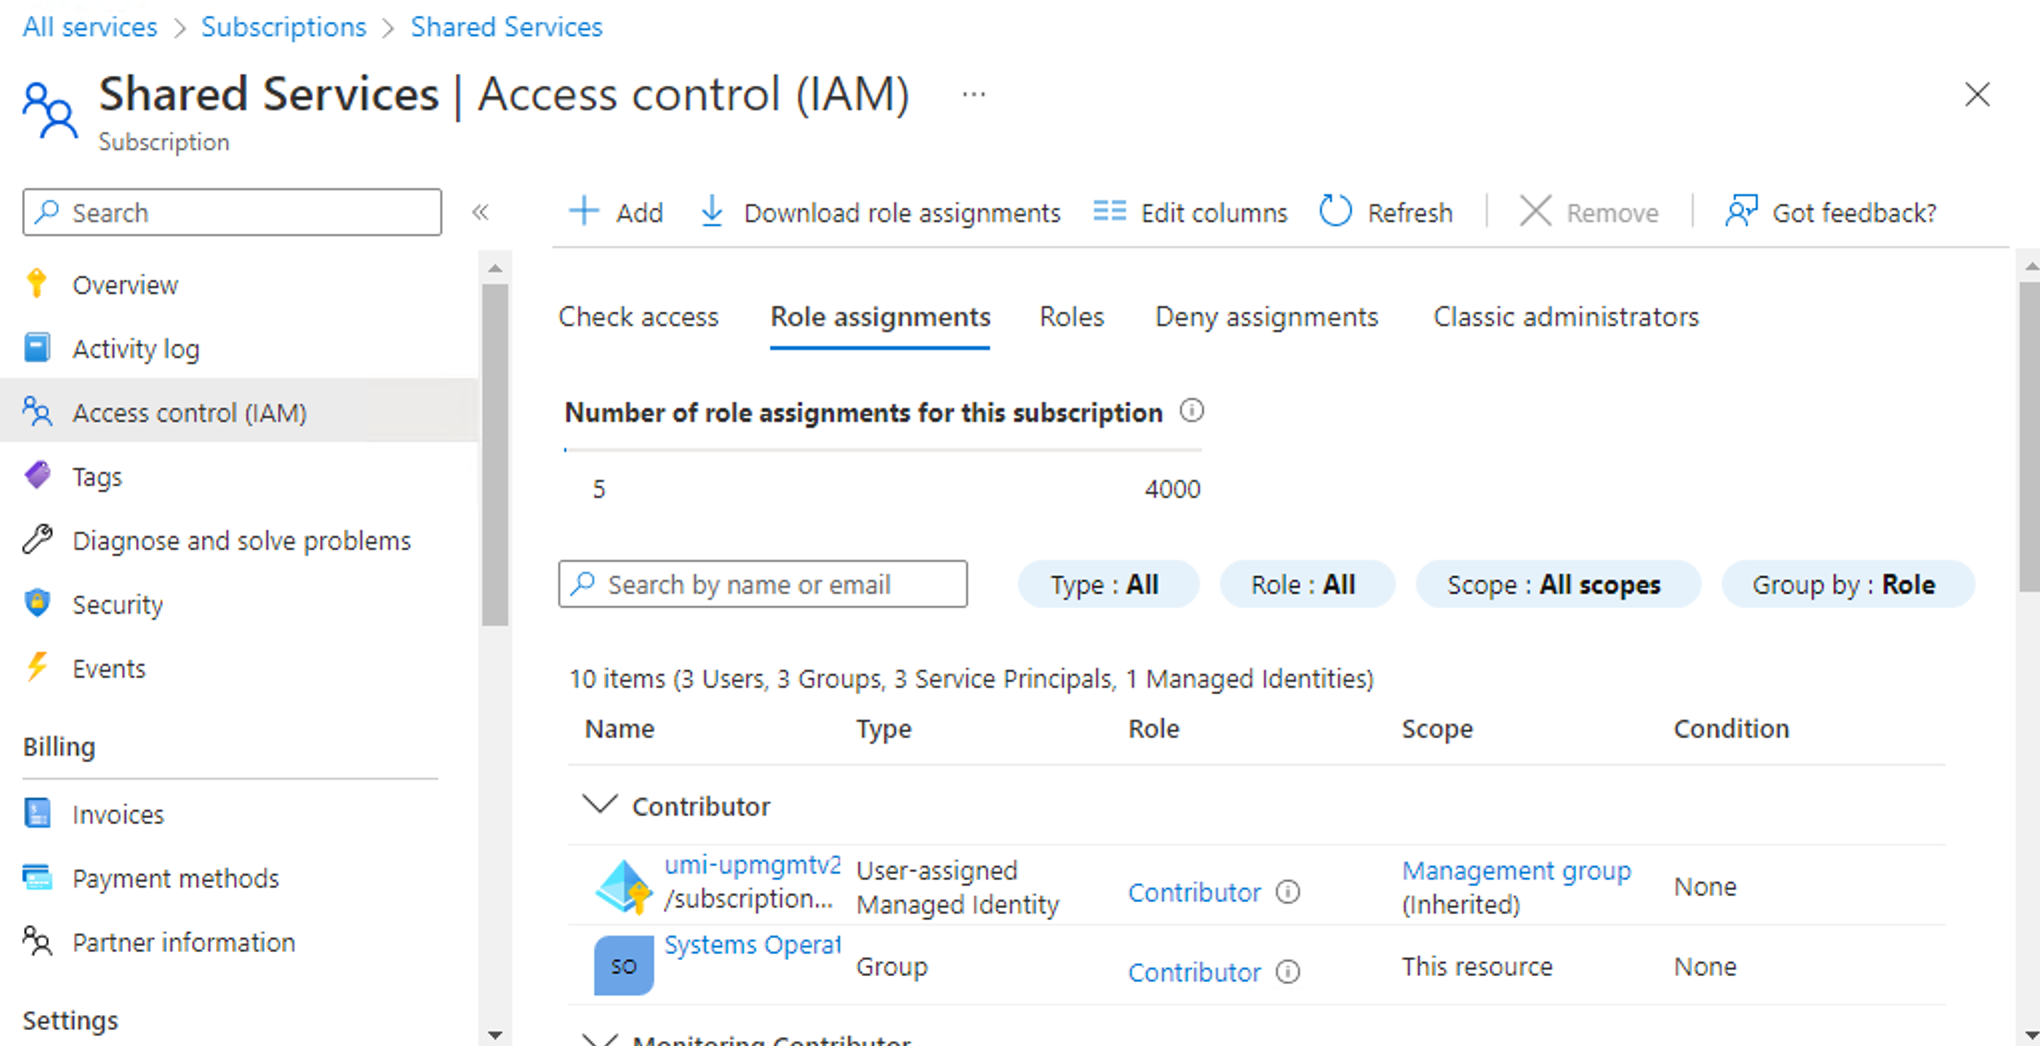 All services > Subscriptions > Shared Services
Shared Services | Access control (IAM) ...
Subscription
Search «
Overview
Activity log
Access control (IAM)
Tags
Diagnose and solve problems
Security
Events
Billing
Invoices
Payment methods
Partner information
Settings
Add Download role assignments Edit columns Refresh Remove Got feedback?
Check access Role assignments Roles Deny assignments Classic administrators
Number of role assignments for this subscription
5 4000
Search by name or email Type : All Role : All Scope : All scopes Group by : Role
10 items (3 Users, 3 Groups, 3 Service Principals, 1 Managed Identities)
Name Type Role Scope Condition
Contributor
umi-upmgmtv2 User-assigned Contributor Management group None
/subscription... Managed Identity (Inherited)
SO Systems Operat Group Contributor This resource None
Monitoring Contributor